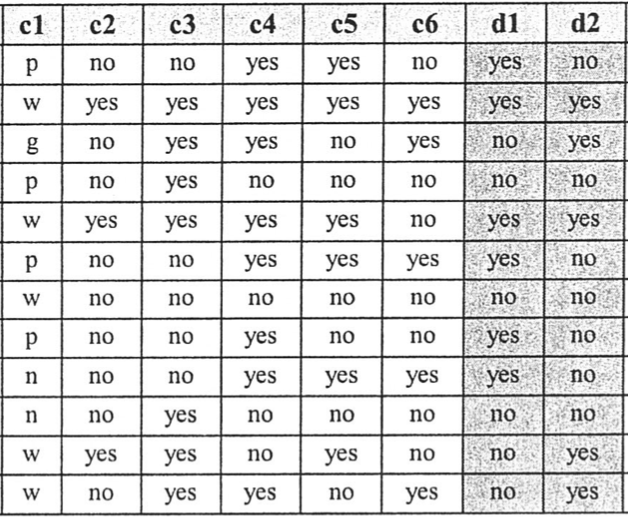 c1 c2 c3 c4 c5 c6 d1 d2
p no no yes yes no yes no
w yes yes yes yes yes yes yes
g no yes yes no yes no yes
p no yes no no no no no
w yes yes yes yes no yes yes
p no no yes yes yes yes no
w no no no no no no no
p no no yes no no yes no
n no no yes yes yes yes no
n no yes no no no no no
w yes yes no yes no no yes
w no yes yes no yes no yes